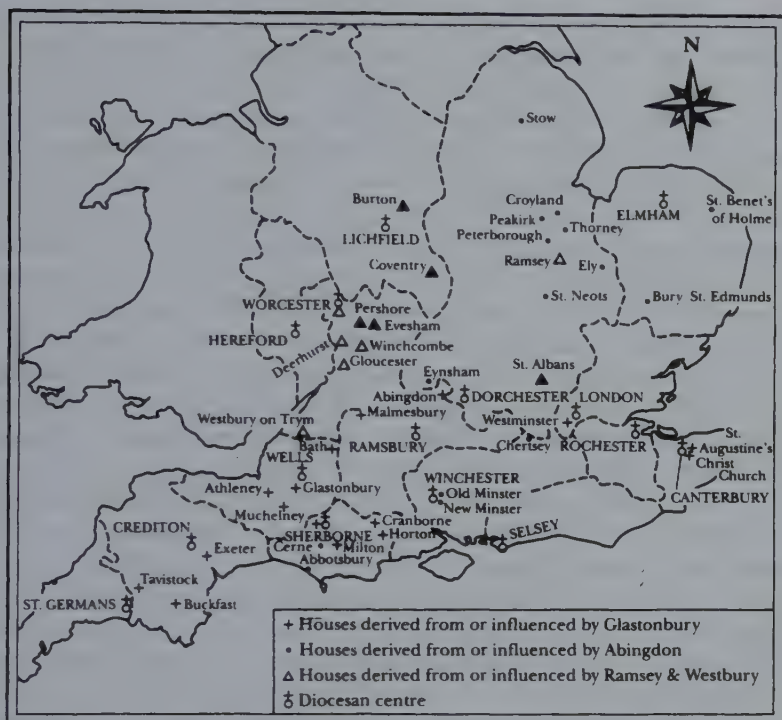 N
Stow
Burton
LICHFIELD
Croyland
Peakirk
Thorney
Peterborough
ELMHAM
St. Benet's
of Holme
Coventry
Ramsey
Ely
St. Neots
Bury St. Edmunds
WORCESTER
Pershore
Evesham
HEREFORD
Deerhurst
Winchcombe
Gloucester
Eynsham
St. Albans
Abingdon
DORCHESTER
LONDON
Malmesbury
Westminster
Westbury on Trym
Bath
RAMSBURY
Chertsey
ROCHESTER
St.
Augustine's
Christ
Church
CANTERBURY
WELLS
Athleney
Glastonbury
WINCHESTER
Old Minster
New Minster
Muchelney
Cranborne
SHERBORNE
Horton
SELSEY
CREDITON
Exeter
Cerne
Milton
Abbotsbury
Tavistock
ST. GERMANS
Buckfast
+ Houses derived from or influenced by Glastonbury
• Houses derived from or influenced by Abingdon
△ Houses derived from or influenced by Ramsey & Westbury
♁ Diocesan centre